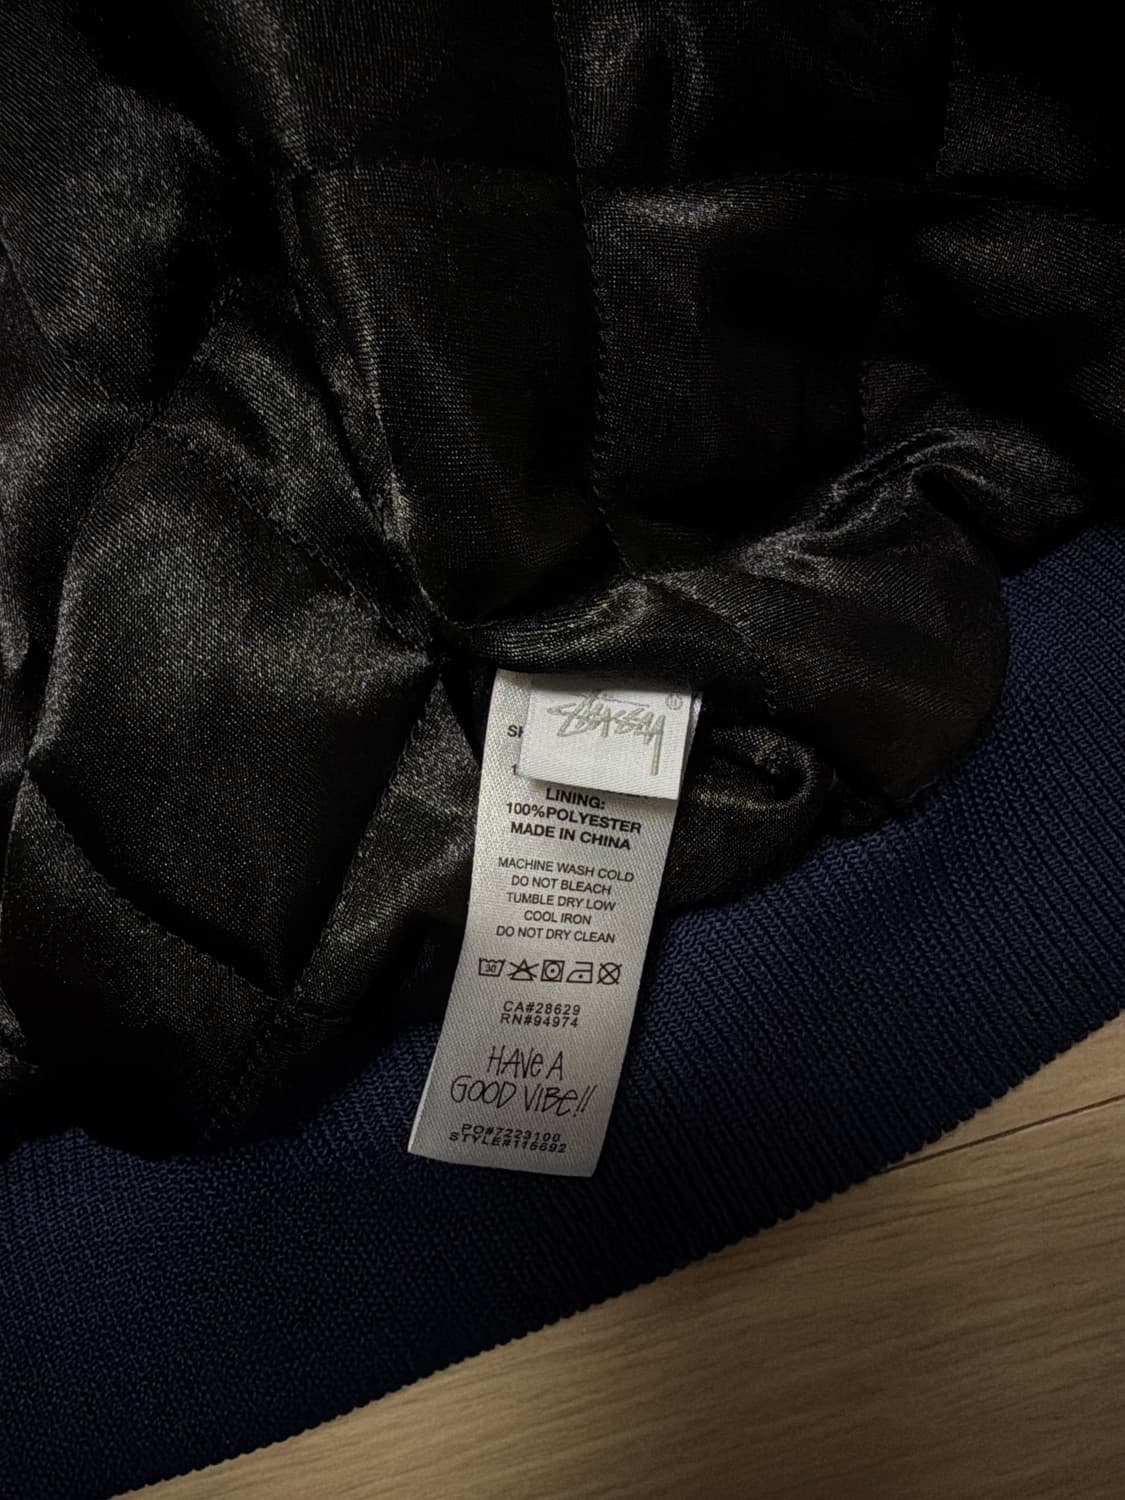 STÜSSY
®
LINING:
100%POLYESTER
MADE IN CHINA
MACHINE WASH COLD
DO NOT BLEACH
TUMBLE DRY LOW
COOL IRON
DO NOT DRY CLEAN
30
CA#28629
RN#94974
HAVE A
GOOD VIBE!!
PO#7223100
STYLE#115692